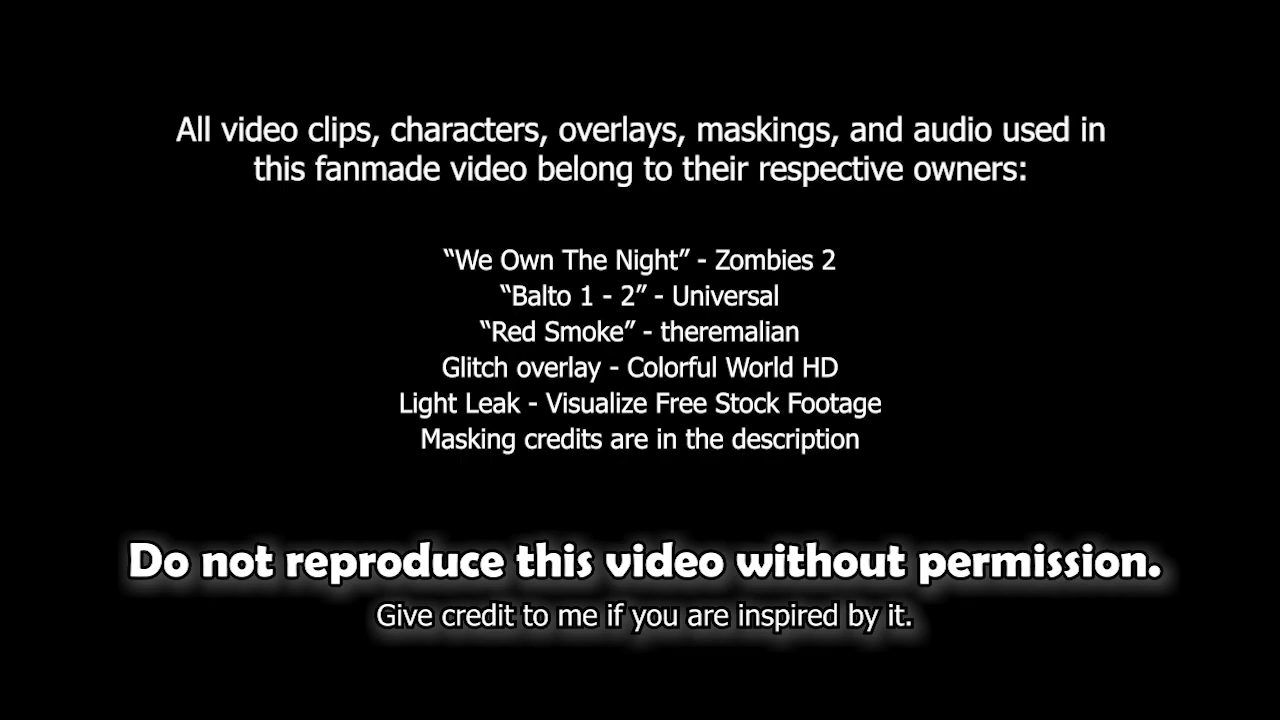 All video clips, characters, overlays, maskings, and audio used in
this fanmade video belong to their respective owners:
“We Own The Night” - Zombies 2
“Balto 1 - 2” - Universal
“Red Smoke” - theremalian
Glitch overlay - Colorful World HD
Light Leak - Visualize Free Stock Footage
Masking credits are in the description
Do not reproduce this video without permission.
Give credit to me if you are inspired by it.